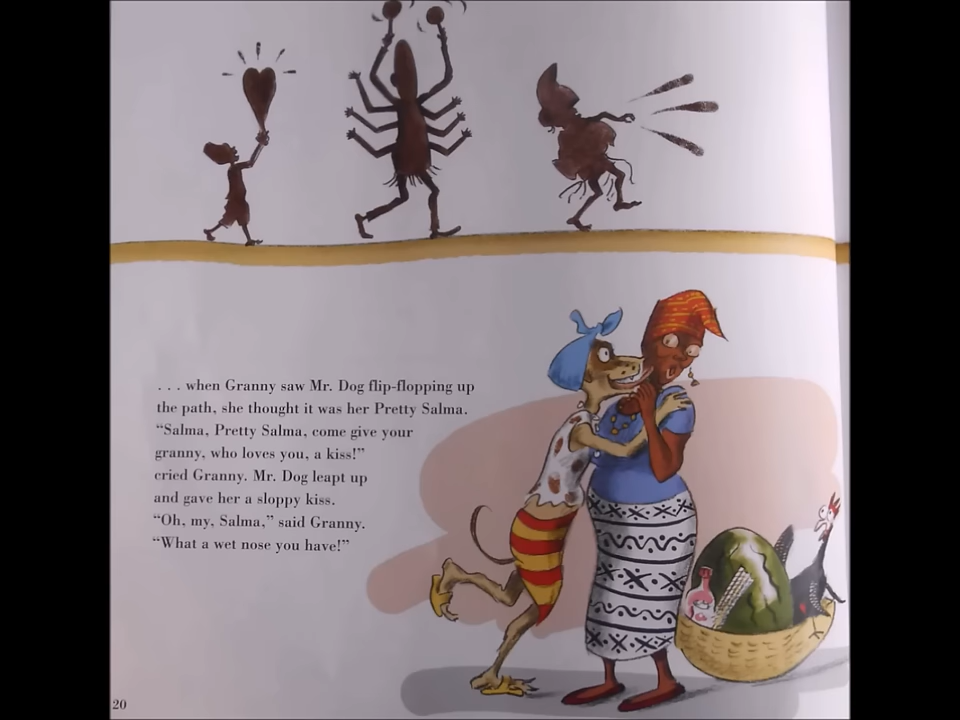 . . . when Granny saw Mr. Dog flip-flopping up
the path, she thought it was her Pretty Salma.
“Salma, Pretty Salma, come give your
granny, who loves you, a kiss!”
cried Granny. Mr. Dog leapt up
and gave her a sloppy kiss.
“Oh, my, Salma,” said Granny.
“What a wet nose you have!”
20